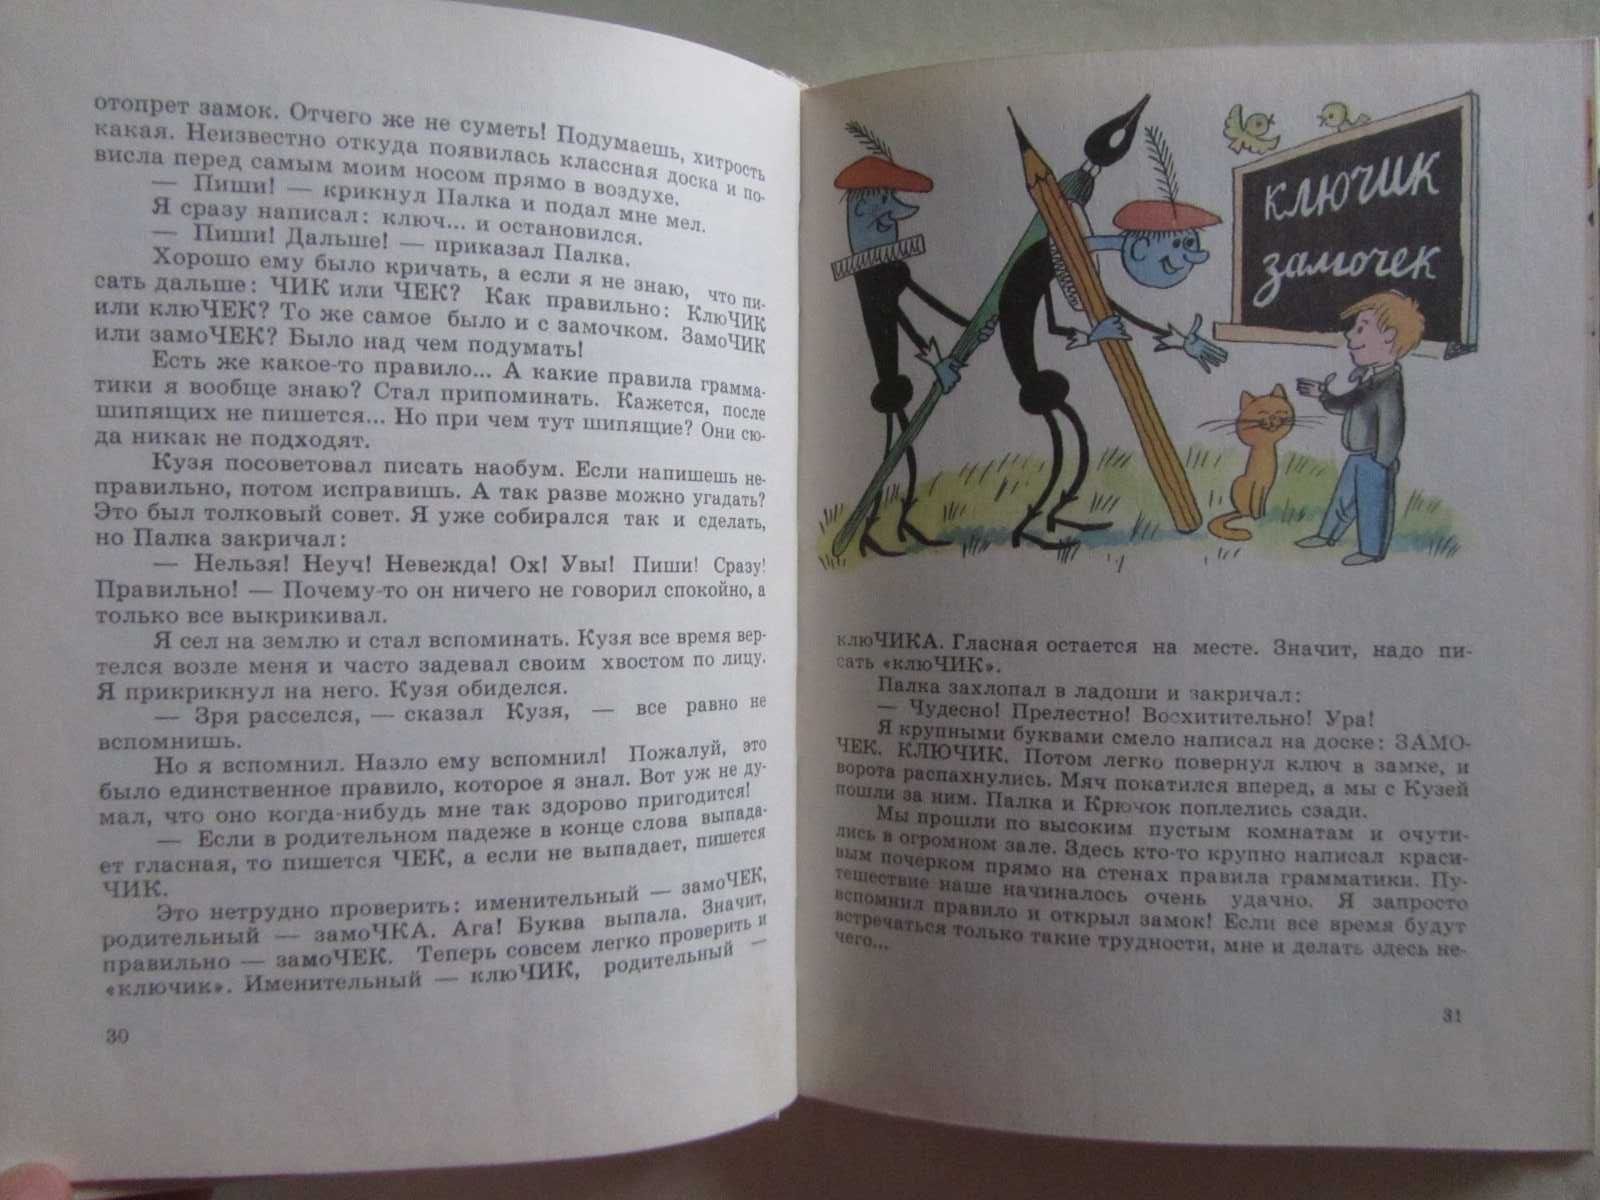 отопрет замок. Отчего же не суметь! Подумаешь, хитрость
какая. Неизвестно откуда появилась классная доска и по-
висла перед самым моим носом прямо в воздухе.
— Пиши! — крикнул Палка и подал мне мел.
Я сразу написал: ключ... и остановился.
— Пиши! Дальше! — приказал Палка.
Хорошо ему было кричать, а если я не знаю, что пи-
сать дальше: ЧИК или ЧЕК? Как правильно: КлюЧИК
или клюЧЕК? То же самое было и с замочком. ЗамоЧИК
или замоЧЕК? Было над чем подумать!
Есть же какое-то правило... А какие правила грамма-
тики я вообще знаю? Стал припоминать. Кажется, после
шипящих не пишется... Но при чем тут шипящие? Они сю-
да никак не подходят.
Кузя посоветовал писать наобум. Если напишешь не-
правильно, потом исправишь. А так разве можно угадать?
Это был толковый совет. Я уже собирался так и сделать,
но Палка закричал:
— Нельзя! Неуч! Невежда! Ох! Увы! Пиши! Сразу!
Правильно! — Почему-то он ничего не говорил спокойно, а
только все выкрикивал.
Я сел на землю и стал вспоминать. Кузя все время вер-
телся возле меня и часто задевал своим хвостом по лицу.
Я прикрикнул на него. Кузя обиделся.
— Зря расселся, — сказал Кузя, — все равно не
вспомнишь.
Но я вспомнил. Назло ему вспомнил! Пожалуй, это
было единственное правило, которое я знал. Вот уж не ду-
мал, что оно когда-нибудь мне так здорово пригодится!
— Если в родительном падеже в конце слова выпада-
ет гласная, то пишется ЧЕК, а если не выпадает, пишется
ЧИК.
Это нетрудно проверить: именительный — замоЧЕК,
родительный — замоЧКА. Ага! Буква выпала. Значит,
правильно — замоЧЕК. Теперь совсем легко проверить и
«ключик». Именительный — клюЧИК, родительный —
30
ключик
замочек
клюЧИКА. Гласная остается на месте. Значит, надо пи-
сать «клюЧИК».
Палка захлопал в ладоши и закричал:
— Чудесно! Прелестно! Восхитительно! Ура!
Я крупными буквами смело написал на доске: ЗАМО-
ЧЕК. КЛЮЧИК. Потом легко повернул ключ в замке, и
ворота распахнулись. Мяч покатился вперед, а мы с Кузей
пошли за ним. Палка и Крючок поплелись сзади.
Мы прошли по высоким пустым комнатам и очути-
лись в огромном зале. Здесь кто-то крупно написал краси-
вым почерком прямо на стенах правила грамматики. Пу-
тешествие наше начиналось очень удачно. Я запросто
вспомнил правило и открыл замок! Если все время будут
встречаться только такие трудности, мне и делать здесь не-
чего...
31